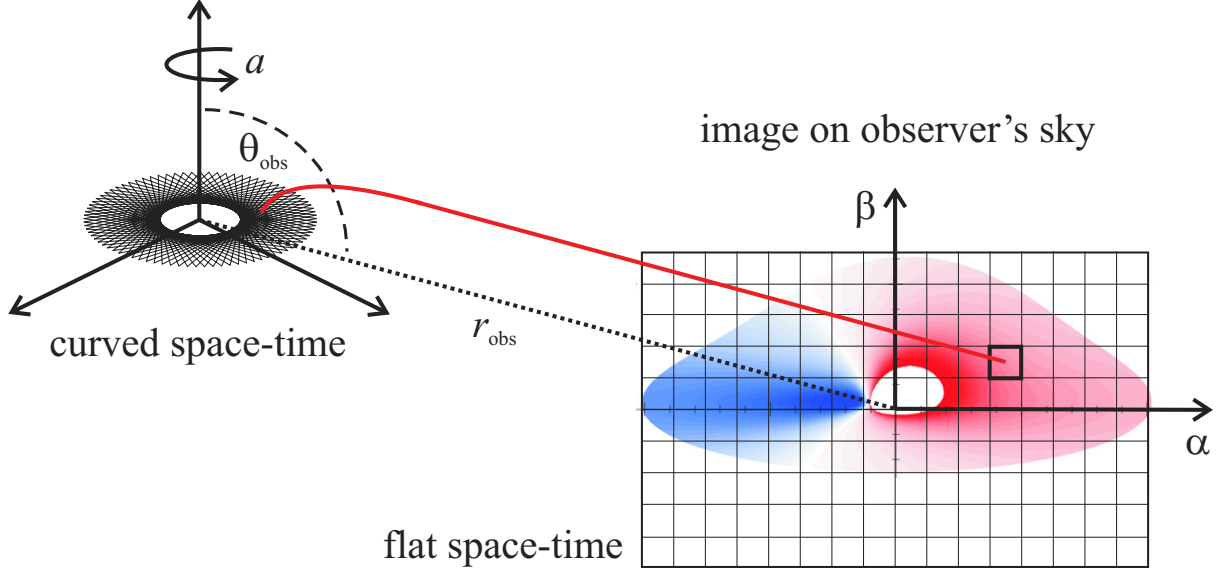 a
θobs
image on observer's sky
β
robs
curved space-time
α
flat space-time